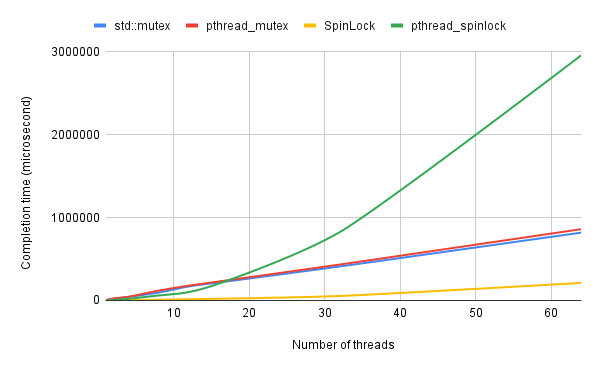 std::mutex pthread_mutex SpinLock pthread_spinlock
Completion time (microsecond)
3000000
2000000
1000000
0
10 20 30 40 50 60
Number of threads